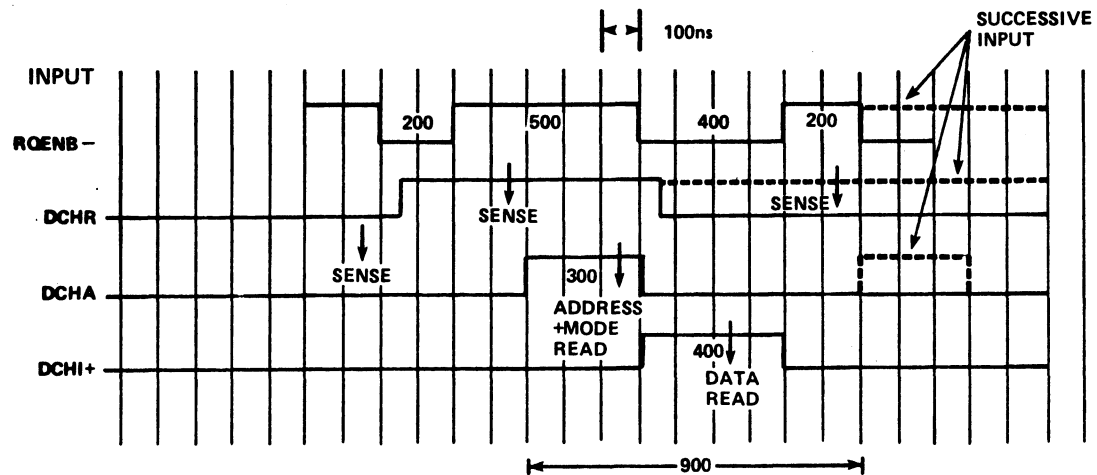 SUCCESSIVE
INPUT
100ns
INPUT
200
500
400
200
RQENB–
SENSE
SENSE
DCHR
SENSE
300
DCHA
ADDRESS
+MODE
READ
400
DCHI+
DATA
READ
900